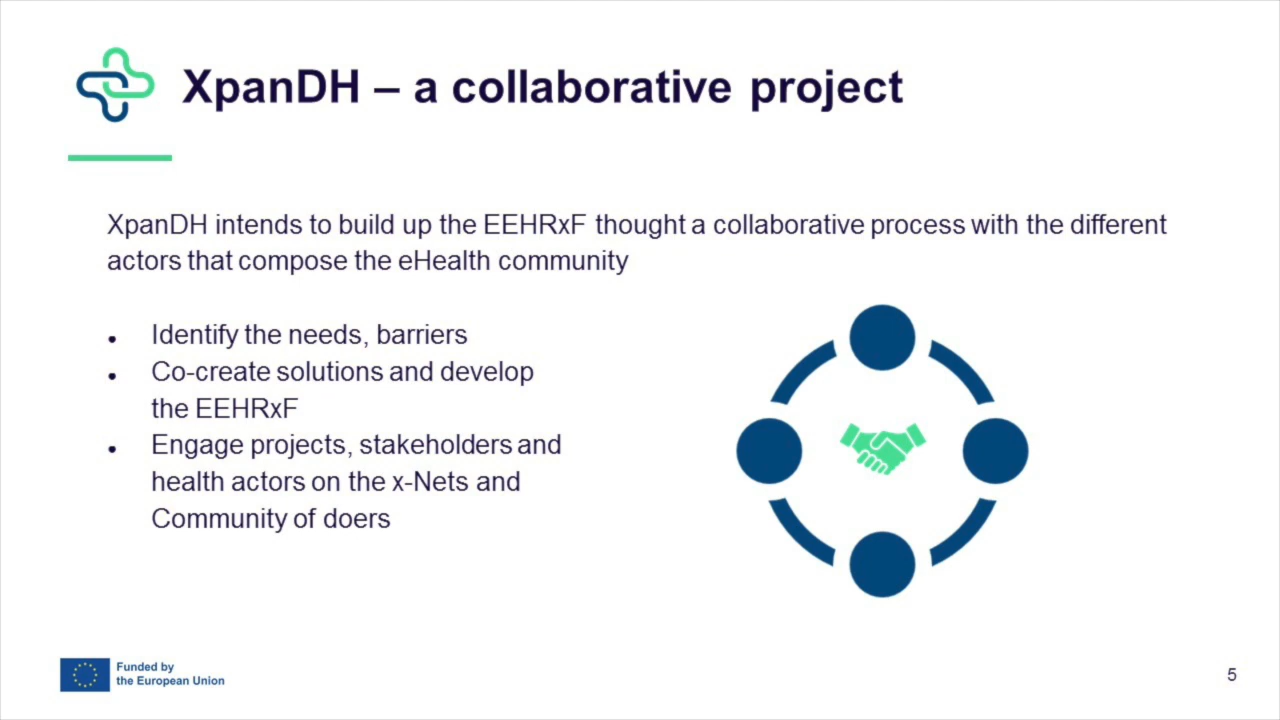 XpanDH – a collaborative project
XpanDH intends to build up the EEHRxF thought a collaborative process with the different
actors that compose the eHealth community
• Identify the needs, barriers
• Co-create solutions and develop
the EEHRxF
• Engage projects, stakeholders and
health actors on the x-Nets and
Community of doers
Funded by
the European Union
5